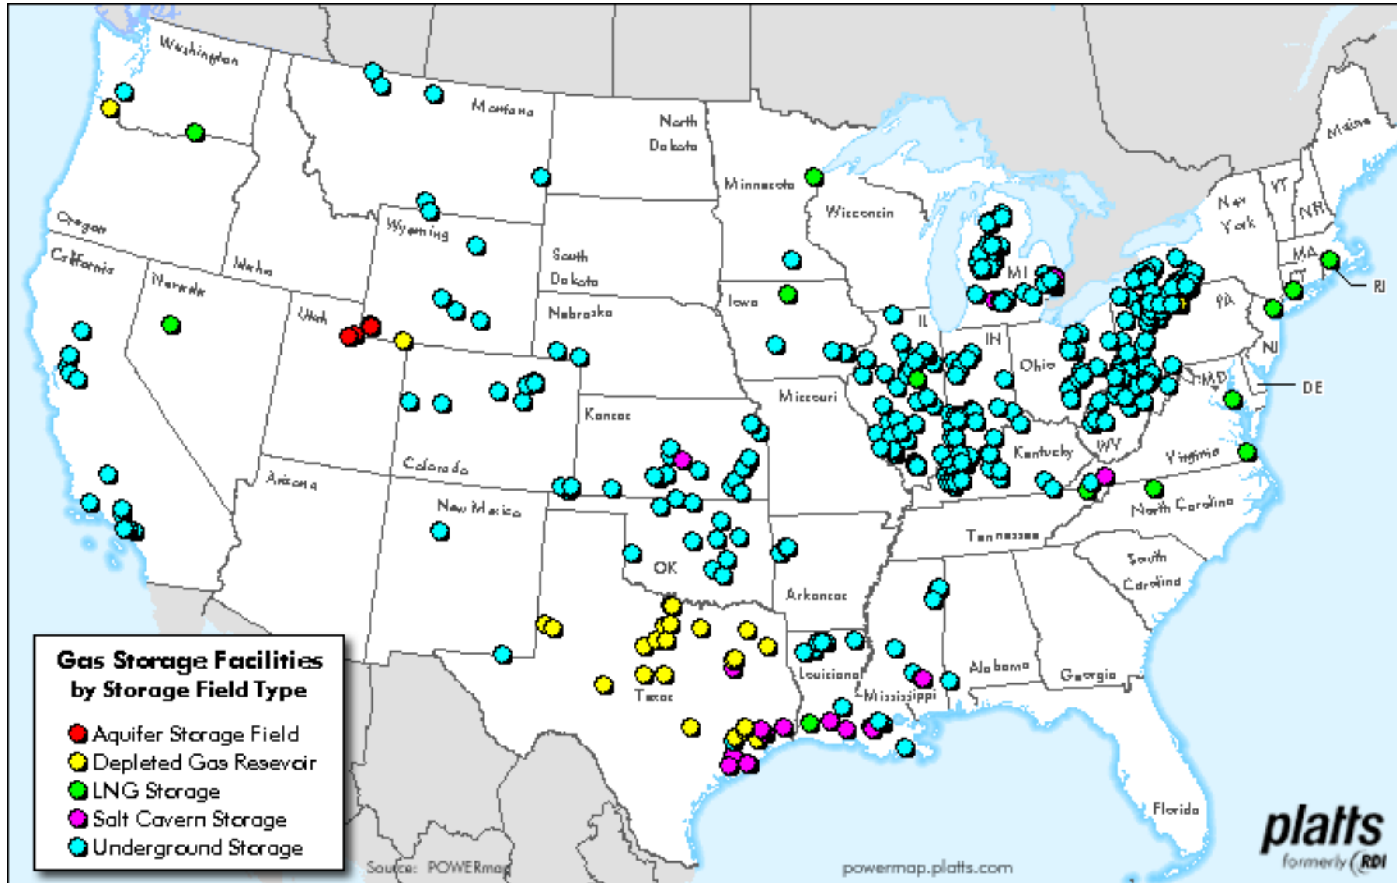 Washington
Montana
North
Dakota
Minnesota
Maine
VT
NH
New
York
Wisconsin
Oregon
Idaho
Wyoming
South
Dakota
MI
MA
CT
RI
California
Nevada
Utah
Nebraska
Iowa
IL
IN
Ohio
PA
NJ
MD
DE
Colorado
Kansas
Missouri
Kentucky
WV
Virginia
Arizona
New Mexico
OK
Arkansas
Tennessee
North Carolina
South
Carolina
Texas
Louisiana
Mississippi
Alabama
Georgia
Florida
Gas Storage Facilities
by Storage Field Type
Aquifer Storage Field
Depleted Gas Resevoir
LNG Storage
Salt Cavern Storage
Underground Storage
Source: POWERmap
powermap.platts.com
platts
formerly RDI